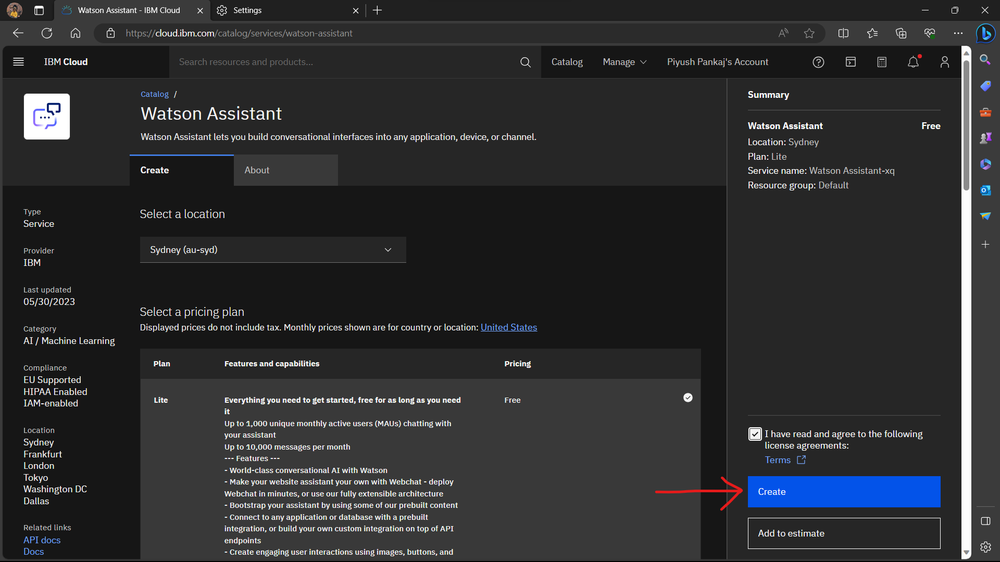 Watson Assistant - IBM Cloud
Settings
https://cloud.ibm.com/catalog/services/watson-assistant
IBM Cloud
Search resources and products...
Catalog
Manage
Piyush Pankaj's Account
Catalog /
Watson Assistant
Watson Assistant lets you build conversational interfaces into any application, device, or channel.
Create
About
Type
Service
Provider
IBM
Last updated
05/30/2023
Category
AI / Machine Learning
Compliance
EU Supported
HIPAA Enabled
IAM-enabled
Location
Sydney
Frankfurt
London
Tokyo
Washington DC
Dallas
Related links
API docs
Docs
Select a location
Sydney (au-syd)
Select a pricing plan
Displayed prices do not include tax. Monthly prices shown are for country or location: United States
Plan
Features and capabilities
Pricing
Lite
Everything you need to get started, free for as long as you need
it
Up to 1,000 unique monthly active users (MAUs) chatting with
your assistant
Up to 10,000 messages per month
--- Features ---
- World-class conversational AI with Watson
- Make your website assistant your own with Webchat - deploy
Webchat in minutes, or use our fully extensible architecture
- Bootstrap your assistant by using some of our prebuilt content
- Connect to any application or database with a prebuilt
integration, or build your own custom integration on top of API
endpoints
- Create engaging user interactions using images, buttons, and
Free
Summary
Watson Assistant
Free
Location: Sydney
Plan: Lite
Service name: Watson Assistant-xq
Resource group: Default
I have read and agree to the following
license agreements:
Terms
Create
Add to estimate